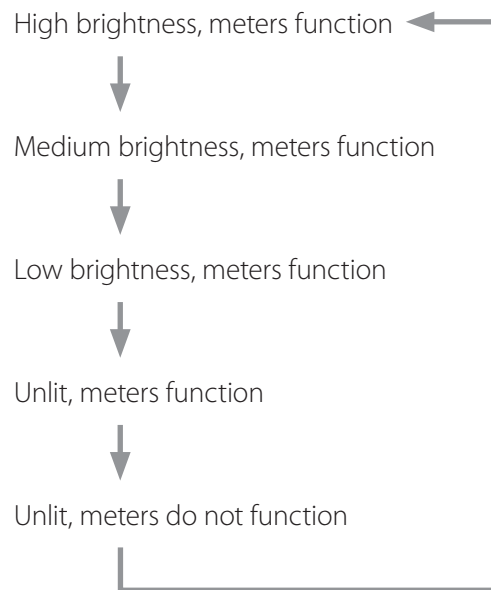 High brightness, meters function
Medium brightness, meters function
Low brightness, meters function
Unlit, meters function
Unlit, meters do not function